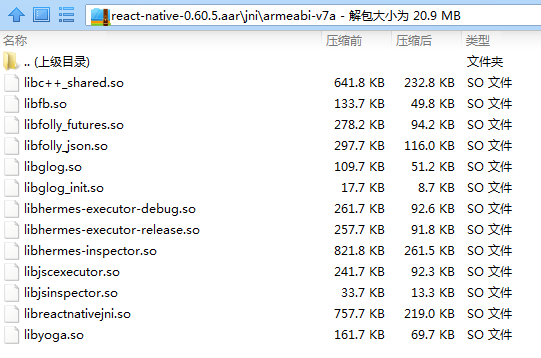 react-native-0.60.5.aar\jni\armeabi-v7a - 解包大小为 20.9 MB
名称 压缩前 压缩后 类型
.. (上级目录) 文件夹
libc++_shared.so 641.8 KB 232.8 KB SO 文件
libfb.so 133.7 KB 49.8 KB SO 文件
libfolly_futures.so 278.2 KB 94.2 KB SO 文件
libfolly_json.so 297.7 KB 116.0 KB SO 文件
libglog.so 109.7 KB 51.2 KB SO 文件
libglog_init.so 17.7 KB 8.7 KB SO 文件
libhermes-executor-debug.so 261.7 KB 92.6 KB SO 文件
libhermes-executor-release.so 257.7 KB 91.8 KB SO 文件
libhermes-inspector.so 821.8 KB 261.5 KB SO 文件
libjscexecutor.so 241.7 KB 92.3 KB SO 文件
libjsinspector.so 33.7 KB 13.3 KB SO 文件
libreactnativejni.so 757.7 KB 219.0 KB SO 文件
libyoga.so 161.7 KB 69.7 KB SO 文件